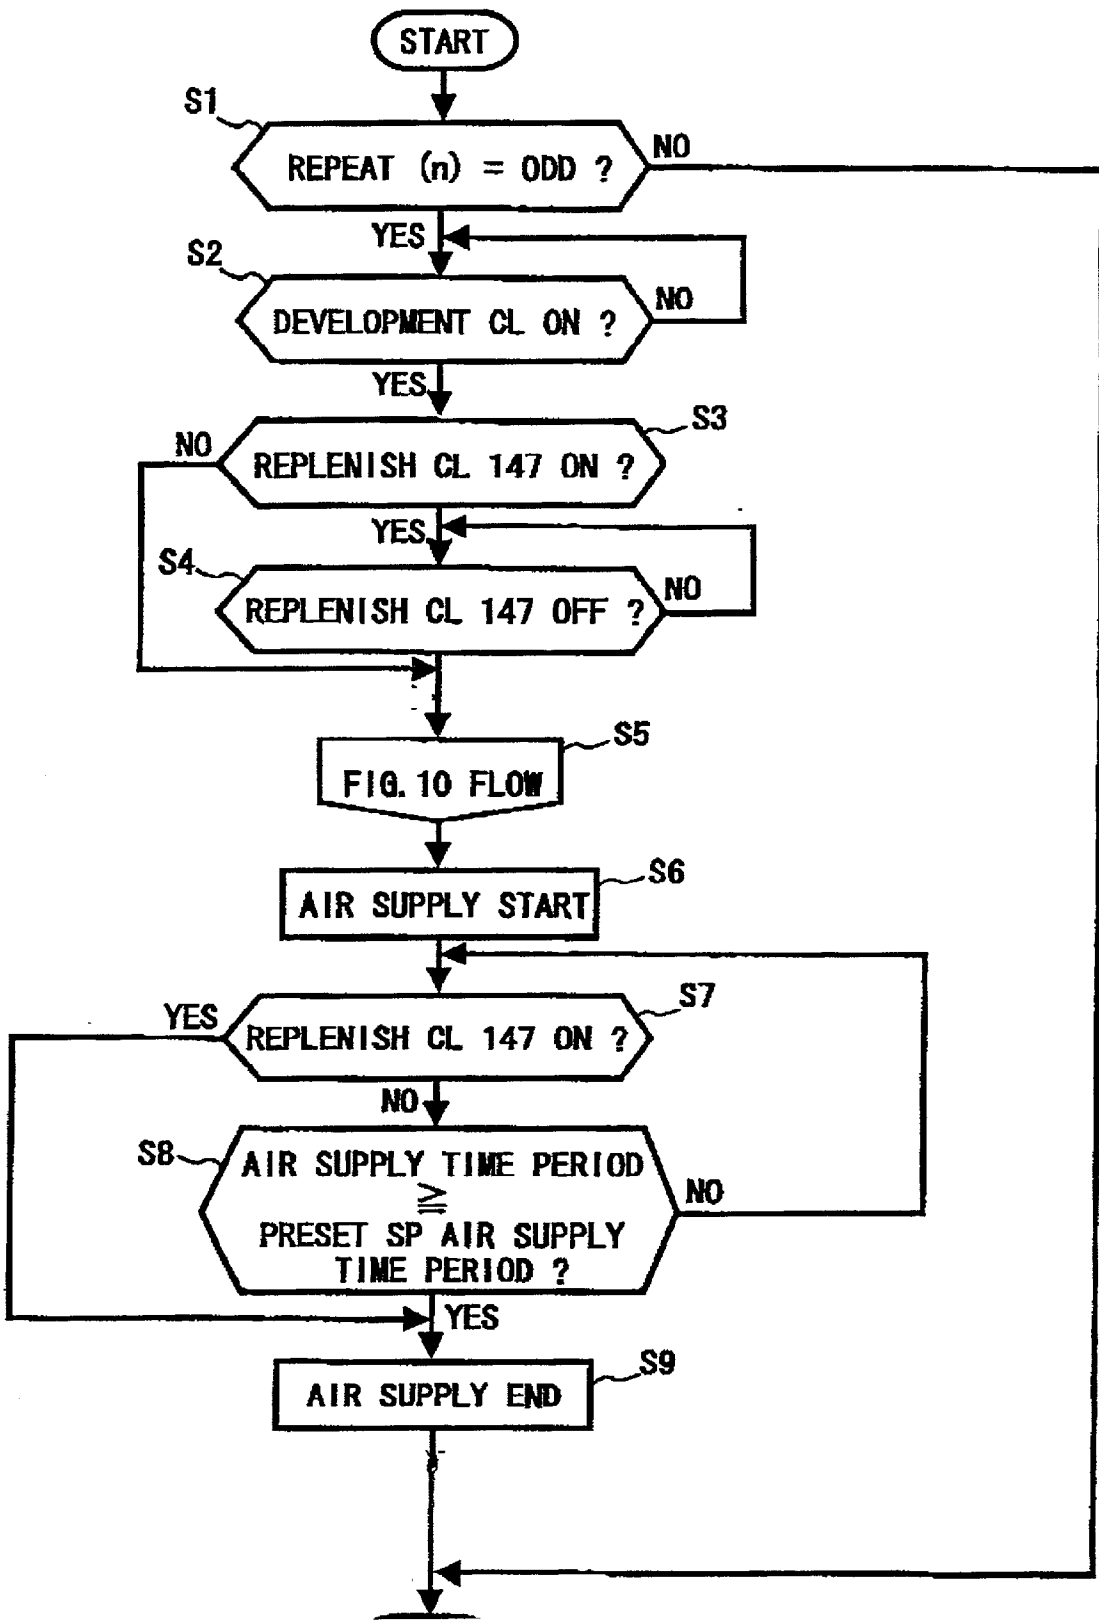 START
S1
REPEAT (n) = ODD ?
NO
YES
S2
DEVELOPMENT CL ON ?
NO
YES
S3
NO
REPLENISH CL 147 ON ?
YES
S4
REPLENISH CL 147 OFF ?
NO
S5
FIG. 10 FLOW
S6
AIR SUPPLY START
S7
YES
REPLENISH CL 147 ON ?
NO
S8
AIR SUPPLY TIME PERIOD
≧
PRESET SP AIR SUPPLY
TIME PERIOD ?
NO
YES
S9
AIR SUPPLY END